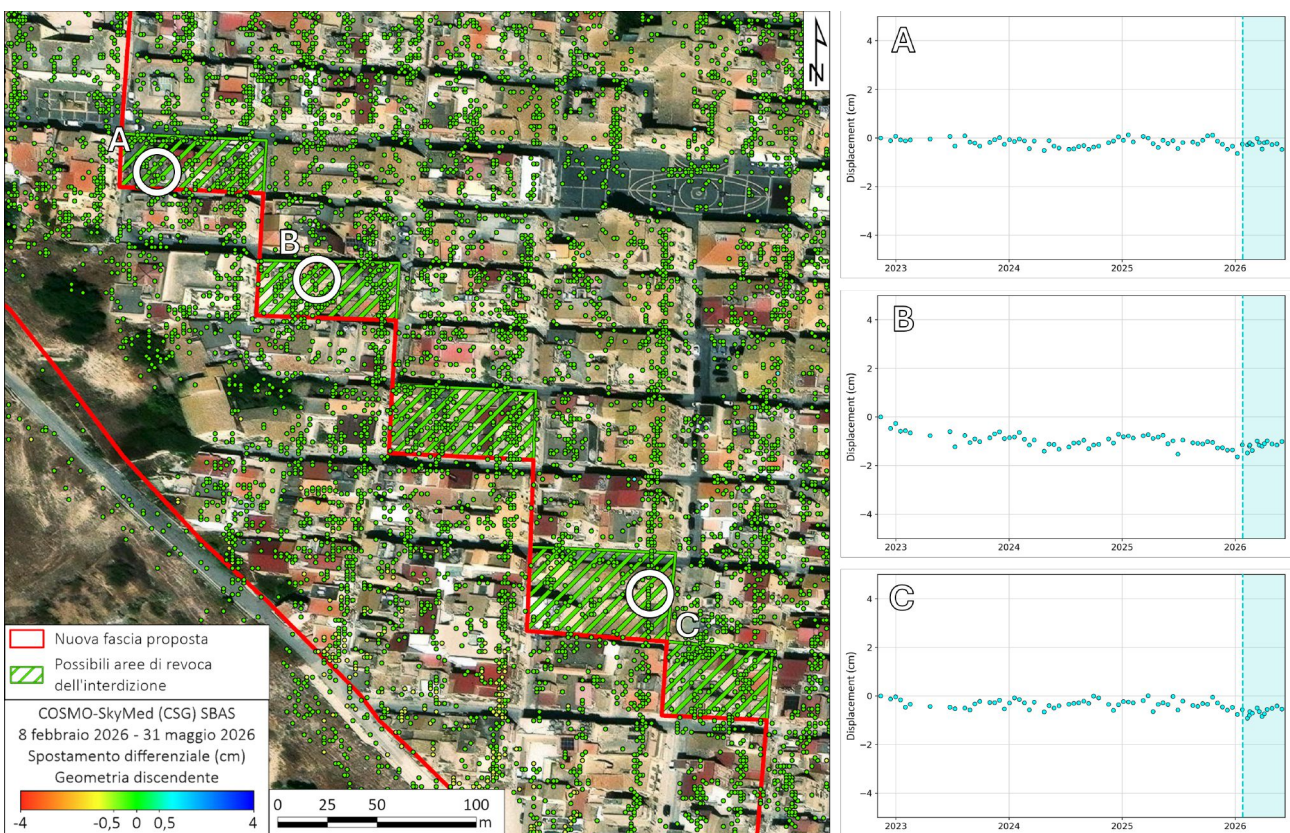 N
A
B
C
Nuova fascia proposta
Possibili aree di revoca
dell'interdizione
COSMO-SkyMed (CSG) SBAS
8 febbraio 2026 - 31 maggio 2026
Spostamento differenziale (cm)
Geometria discendente
-4 -0,5 0 0,5 4
0 25 50 100
m
A
Displacement (cm)
4
2
0
−2
−4
2023 2024 2025 2026
B
Displacement (cm)
4
2
0
−2
−4
2023 2024 2025 2026
C
Displacement (cm)
4
2
0
−2
−4
2023 2024 2025 2026